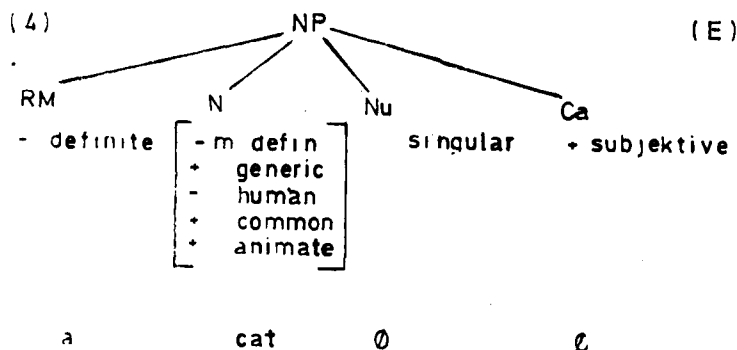 (4) NP (E)
RM N Nu Ca
- definite - m defin singular + subjektive
+ generic
- human
+ common
+ animate
a cat Ø ₵